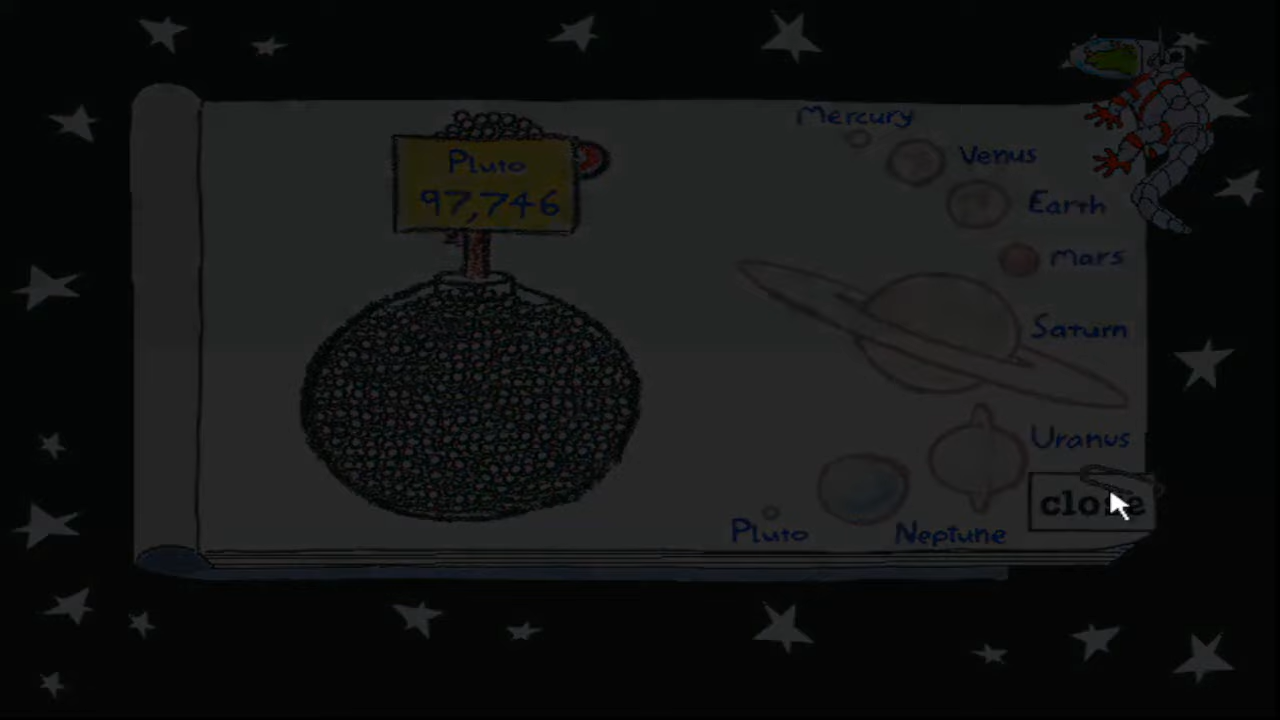 Pluto
97,746
Mercury
Venus
Earth
Mars
Saturn
Uranus
close
Pluto
Neptune